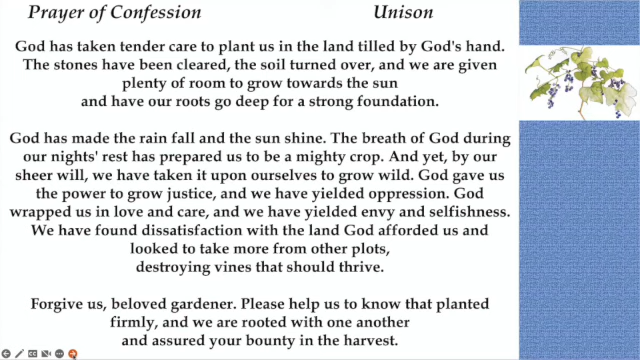 Prayer of Confession Unison
God has taken tender care to plant us in the land tilled by God's hand.
The stones have been cleared, the soil turned over, and we are given
plenty of room to grow towards the sun
and have our roots go deep for a strong foundation.
God has made the rain fall and the sun shine. The breath of God during
our nights' rest has prepared us to be a mighty crop. And yet, by our
sheer will, we have taken it upon ourselves to grow wild. God gave us
the power to grow justice, and we have yielded oppression. God
wrapped us in love and care, and we have yielded envy and selfishness.
We have found dissatisfaction with the land God afforded us and
looked to take more from other plots,
destroying vines that should thrive.
Forgive us, beloved gardener. Please help us to know that planted
firmly, and we are rooted with one another
and assured your bounty in the harvest.